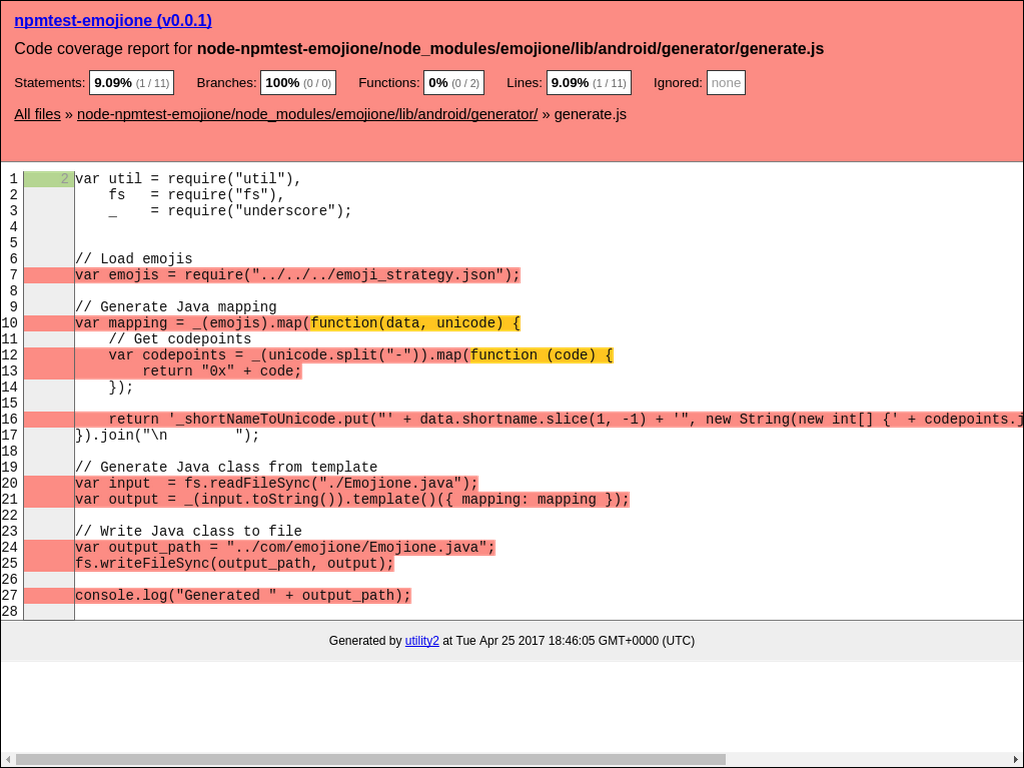 npmtest-emojione (v0.0.1)
Code coverage report for node-npmtest-emojione/node_modules/emojione/lib/android/generator/generate.js
Statements: 9.09% (1 / 11) Branches: 100% (0 / 0) Functions: 0% (0 / 2) Lines: 9.09% (1 / 11) Ignored: none
All files » node-npmtest-emojione/node_modules/emojione/lib/android/generator/ » generate.js
1 2 var util = require("util"),
2     fs   = require("fs"),
3     _    = require("underscore");
4
5
6 // Load emojis
7 var emojis = require("../../../emoji_strategy.json");
8
9 // Generate Java mapping
10 var mapping = _(emojis).map(function(data, unicode) {
11     // Get codepoints
12     var codepoints = _(unicode.split("-")).map(function (code) {
13         return "0x" + code;
14     });
15
16     return '_shortNameToUnicode.put("' + data.shortname.slice(1, -1) + '", new String(new int[] {' + codepoints.j
17 }).join("\n        ");
18
19 // Generate Java class from template
20 var input  = fs.readFileSync("./Emojione.java");
21 var output = _(input.toString()).template()({ mapping: mapping });
22
23 // Write Java class to file
24 var output_path = "../com/emojione/Emojione.java";
25 fs.writeFileSync(output_path, output);
26
27 console.log("Generated " + output_path);
28
Generated by utility2 at Tue Apr 25 2017 18:46:05 GMT+0000 (UTC)